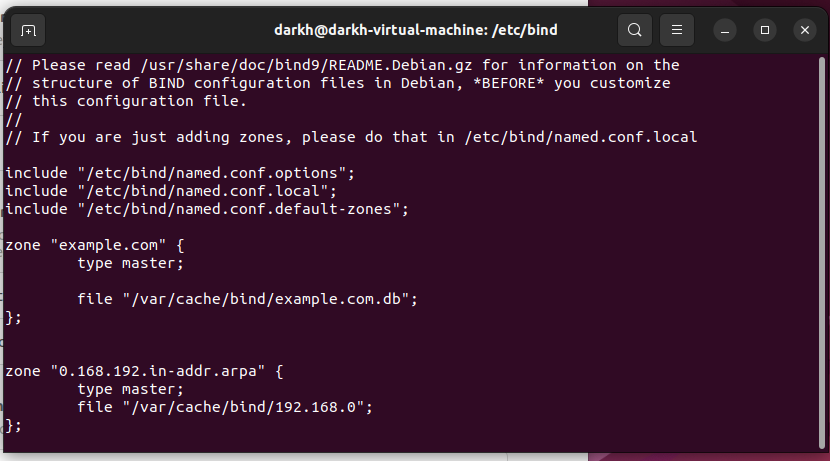 darkh@darkh-virtual-machine: /etc/bind
// Please read /usr/share/doc/bind9/README.Debian.gz for information on the
// structure of BIND configuration files in Debian, *BEFORE* you customize
// this configuration file.
//
// If you are just adding zones, please do that in /etc/bind/named.conf.local
include "/etc/bind/named.conf.options";
include "/etc/bind/named.conf.local";
include "/etc/bind/named.conf.default-zones";
zone "example.com" {
        type master;
        file "/var/cache/bind/example.com.db";
};
zone "0.168.192.in-addr.arpa" {
        type master;
        file "/var/cache/bind/192.168.0";
};